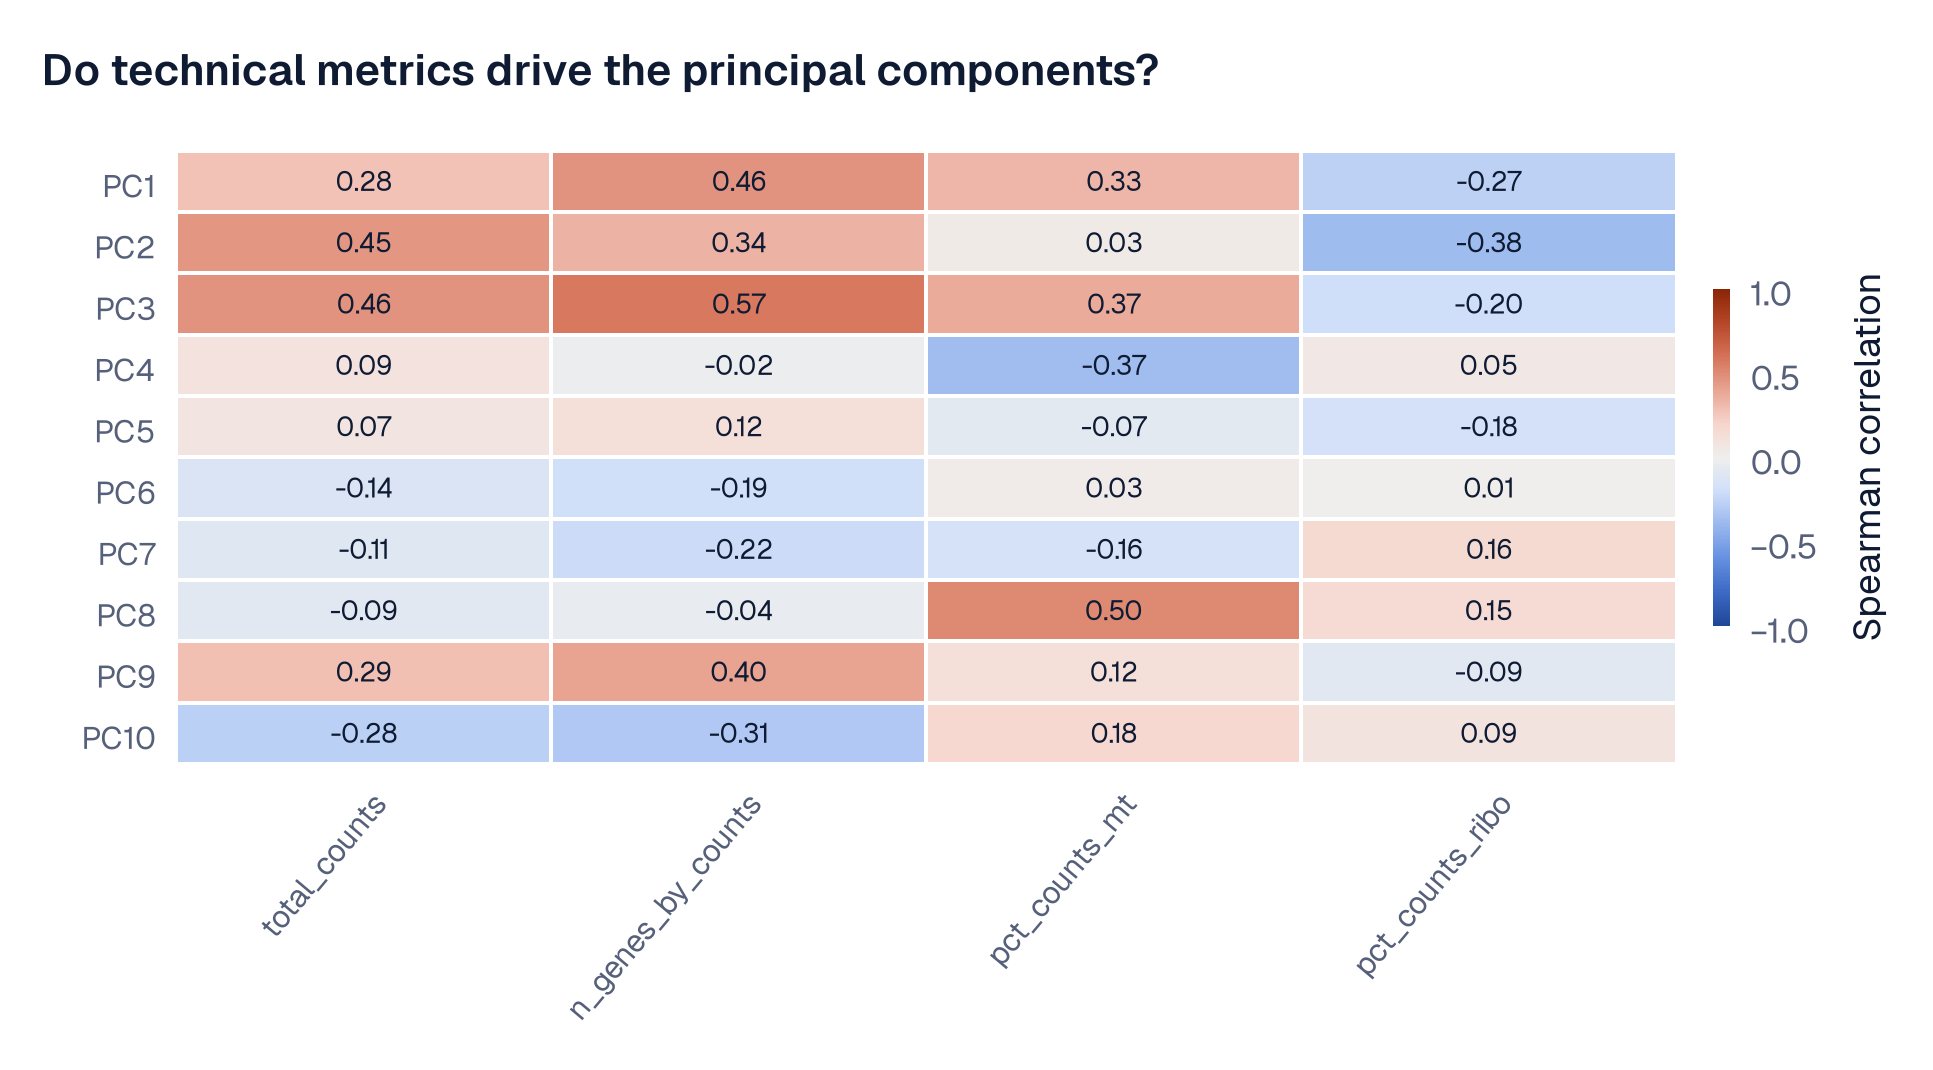 Do technical metrics drive the principal components?
PC1 0.28 0.46 0.33 -0.27
PC2 0.45 0.34 0.03 -0.38
PC3 0.46 0.57 0.37 -0.20
PC4 0.09 -0.02 -0.37 0.05
PC5 0.07 0.12 -0.07 -0.18
PC6 -0.14 -0.19 0.03 0.01
PC7 -0.11 -0.22 -0.16 0.16
PC8 -0.09 -0.04 0.50 0.15
PC9 0.29 0.40 0.12 -0.09
PC10 -0.28 -0.31 0.18 0.09
total_counts
n_genes_by_counts
pct_counts_mt
pct_counts_ribo
1.0
0.5
0.0
−0.5
−1.0
Spearman correlation